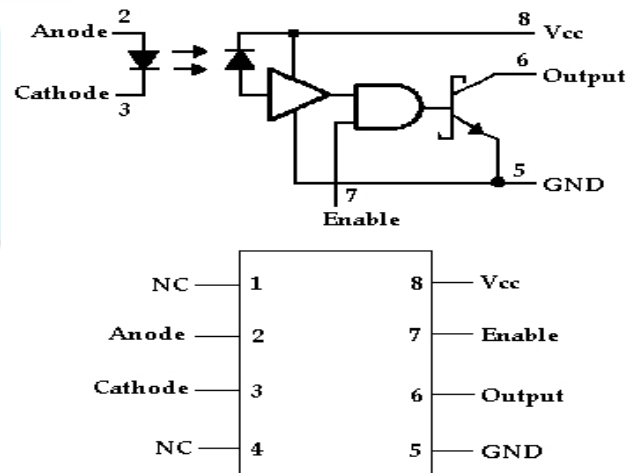 2
Anode
Cathode
3
8
Vcc
6
Output
5
GND
7
Enable
NC 1 8 Vcc
Anode 2 7 Enable
Cathode 3 6 Output
NC 4 5 GND